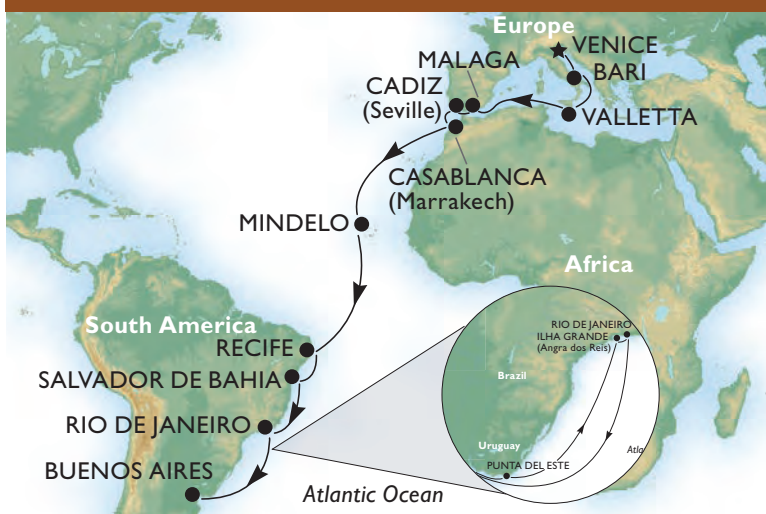 Europe
VENICE
MALAGA
BARI
CADIZ
(Seville)
VALLETTA
CASABLANCA
(Marrakech)
MINDELO
Africa
South America
RIO DE JANEIRO
ILHA GRANDE
(Angra dos Reis)
RECIFE
SALVADOR DE BAHIA
Brazil
RIO DE JANEIRO
Uruguay
Atla
PUNTA DEL ESTE
BUENOS AIRES
Atlantic Ocean